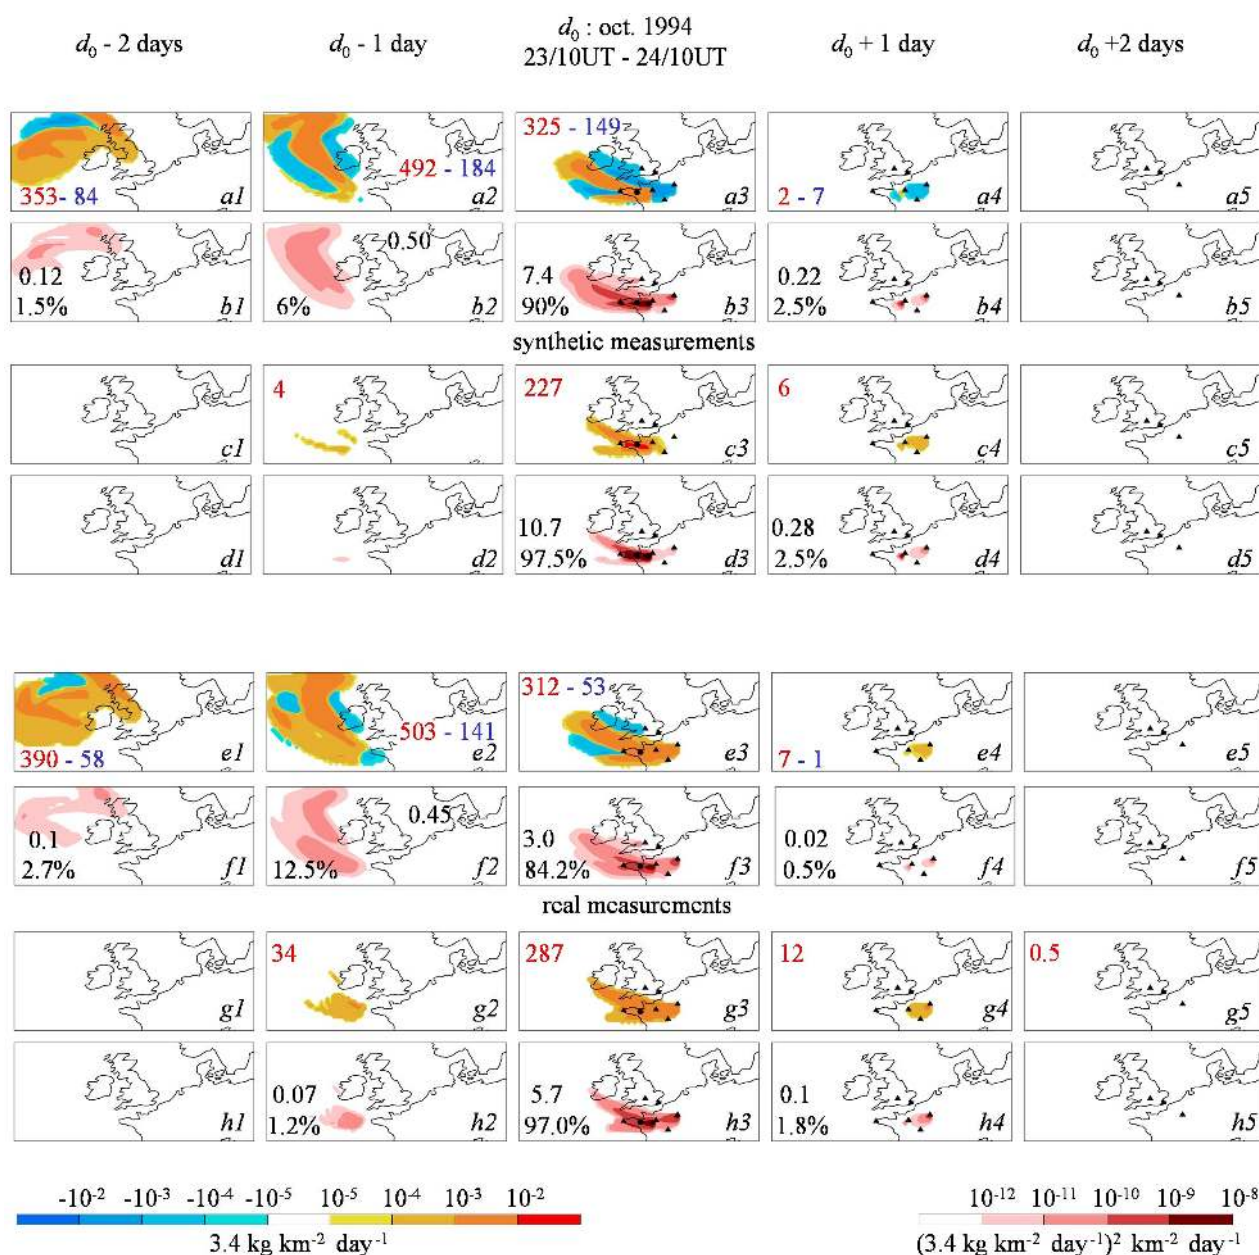 d0 - 2 days
d0 - 1 day
d0 : oct. 1994
23/10UT - 24/10UT
d0 + 1 day
d0 +2 days
353- 84 a1
492 - 184 a2
325 - 149 a3
2 - 7 a4
a5
0.12
1.5% b1
0.50
6% b2
7.4
90% b3
0.22
2.5% b4
b5
synthetic measurements
c1
4 c2
227 c3
6 c4
c5
d1
d2
10.7
97.5% d3
0.28
2.5% d4
d5
390 - 58 e1
503 - 141 e2
312 - 53 e3
7 - 1 e4
e5
0.1
2.7% f1
0.45
12.5% f2
3.0
84.2% f3
0.02
0.5% f4
f5
real measurements
g1
34 g2
287 g3
12 g4
0.5 g5
h1
0.07
1.2% h2
5.7
97.0% h3
0.1
1.8% h4
h5
-10⁻² -10⁻³ -10⁻⁴ -10⁻⁵ 10⁻⁵ 10⁻⁴ 10⁻³ 10⁻²
3.4 kg km⁻² day⁻¹
10⁻¹² 10⁻¹¹ 10⁻¹⁰ 10⁻⁹ 10⁻⁸
(3.4 kg km⁻² day⁻¹)² km⁻² day⁻¹